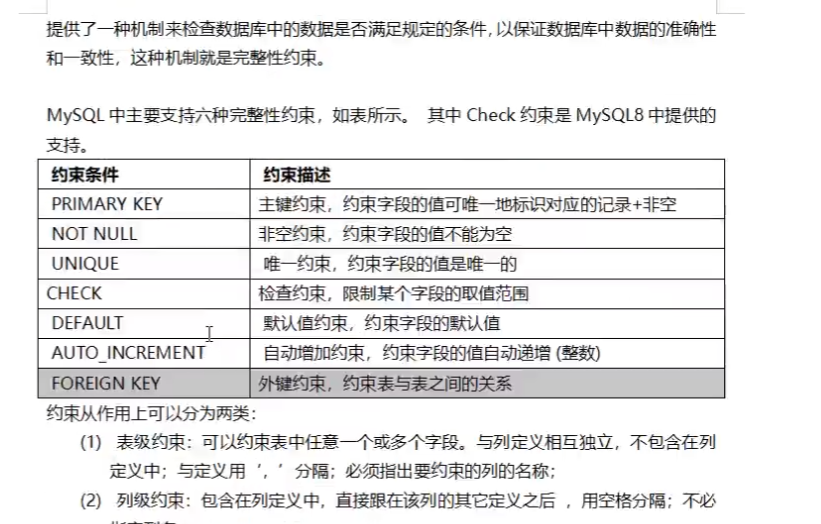 提供了一种机制来检查数据库中的数据是否满足规定的条件，以保证数据库中数据的准确性
和一致性，这种机制就是完整性约束。
MySQL 中主要支持六种完整性约束，如表所示。 其中 Check 约束是 MySQL8 中提供的
支持。
约束条件 约束描述
PRIMARY KEY 主键约束，约束字段的值可唯一地标识对应的记录+非空
NOT NULL 非空约束，约束字段的值不能为空
UNIQUE 唯一约束，约束字段的值是唯一的
CHECK 检查约束，限制某个字段的取值范围
DEFAULT 默认值约束，约束字段的默认值
AUTO_INCREMENT 自动增加约束，约束字段的值自动递增 (整数)
FOREIGN KEY 外键约束，约束表与表之间的关系
约束从作用上可以分为两类：
(1) 表级约束：可以约束表中任意一个或多个字段。与列定义相互独立，不包含在列
定义中；与定义用‘，’分隔；必须指出要约束的列的名称；
(2) 列级约束：包含在列定义中，直接跟在该列的其它定义之后 ，用空格分隔；不必